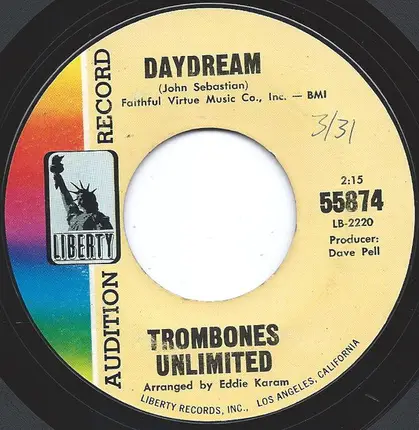 DAYDREAM
(John Sebastian)
Faithful Virtue Music Co., Inc. — BMI
3/31
2:15
55874
LB-2220
Producer:
Dave Pell
AUDITION RECORD
LIBERTY
TROMBONES
UNLIMITED
Arranged by Eddie Karam
LIBERTY RECORDS, INC., LOS ANGELES, CALIFORNIA